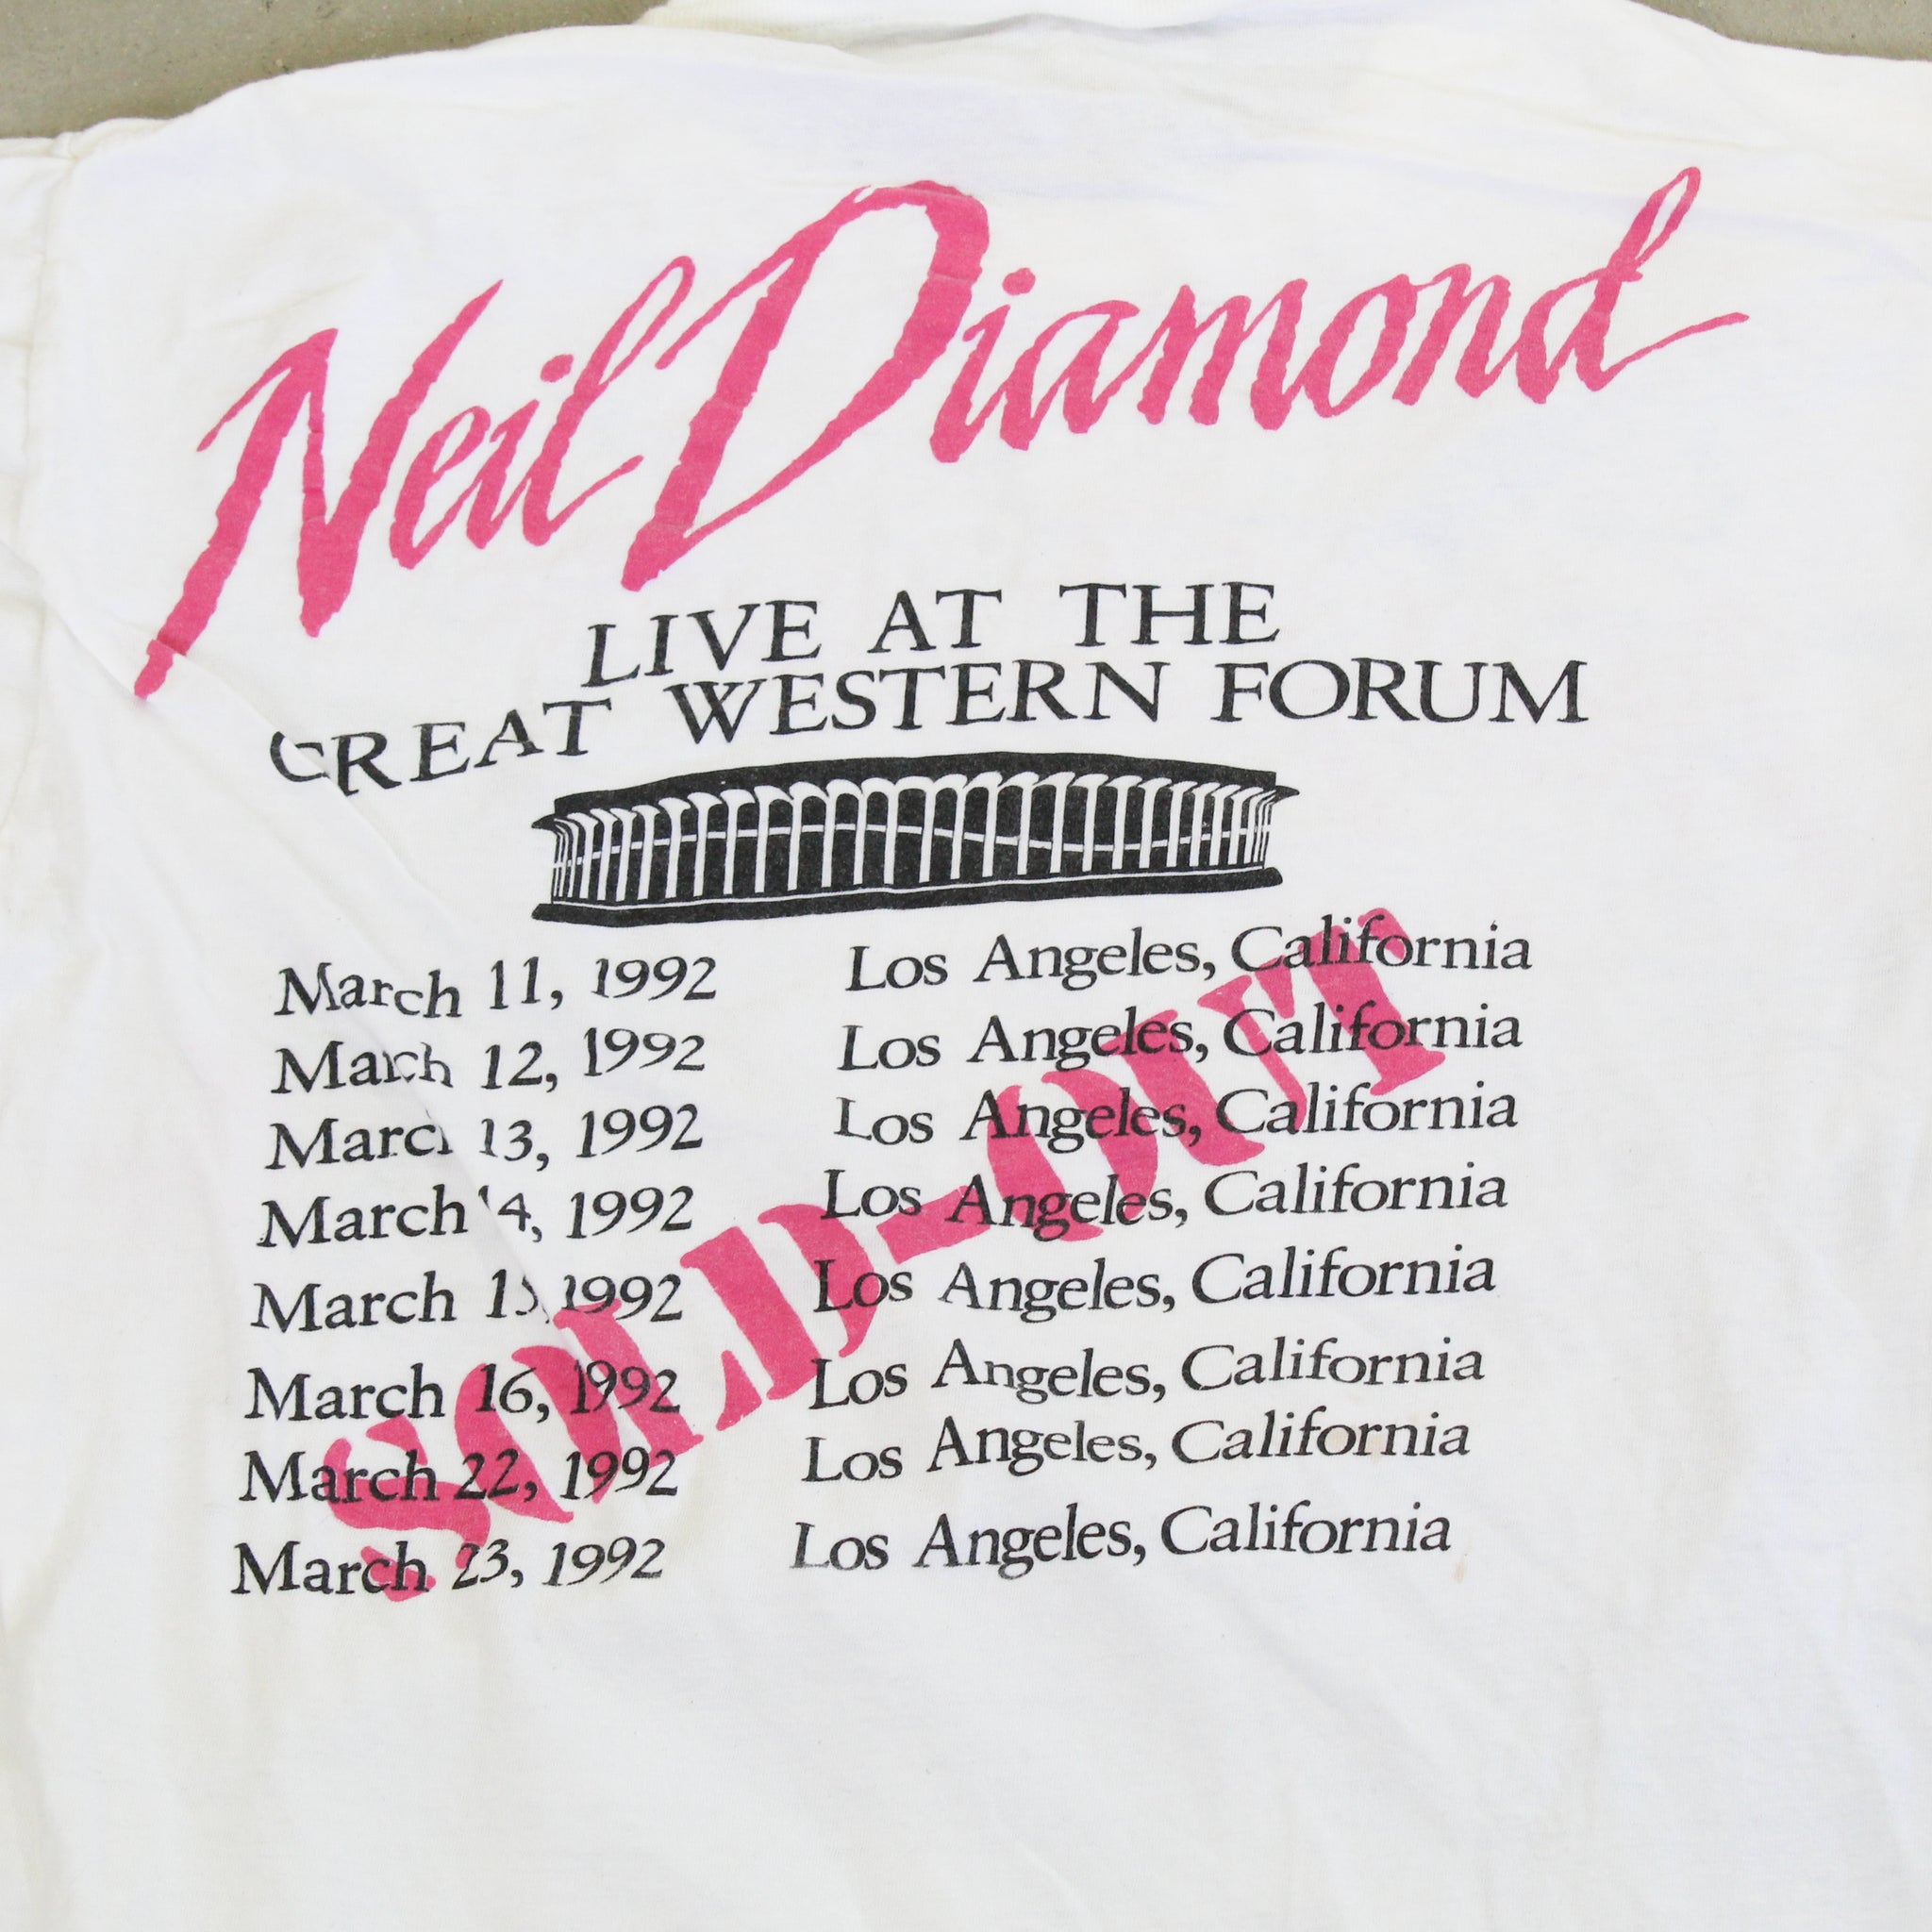 Neil Diamond
LIVE AT THE
GREAT WESTERN FORUM
March 11, 1992 Los Angeles, California
March 12, 1992 Los Angeles, California
March 13, 1992 Los Angeles, California
March 14, 1992 Los Angeles, California
March 15, 1992 Los Angeles, California
March 16, 1992 Los Angeles, California
March 22, 1992 Los Angeles, California
March 23, 1992 Los Angeles, California
SOLD-OUT